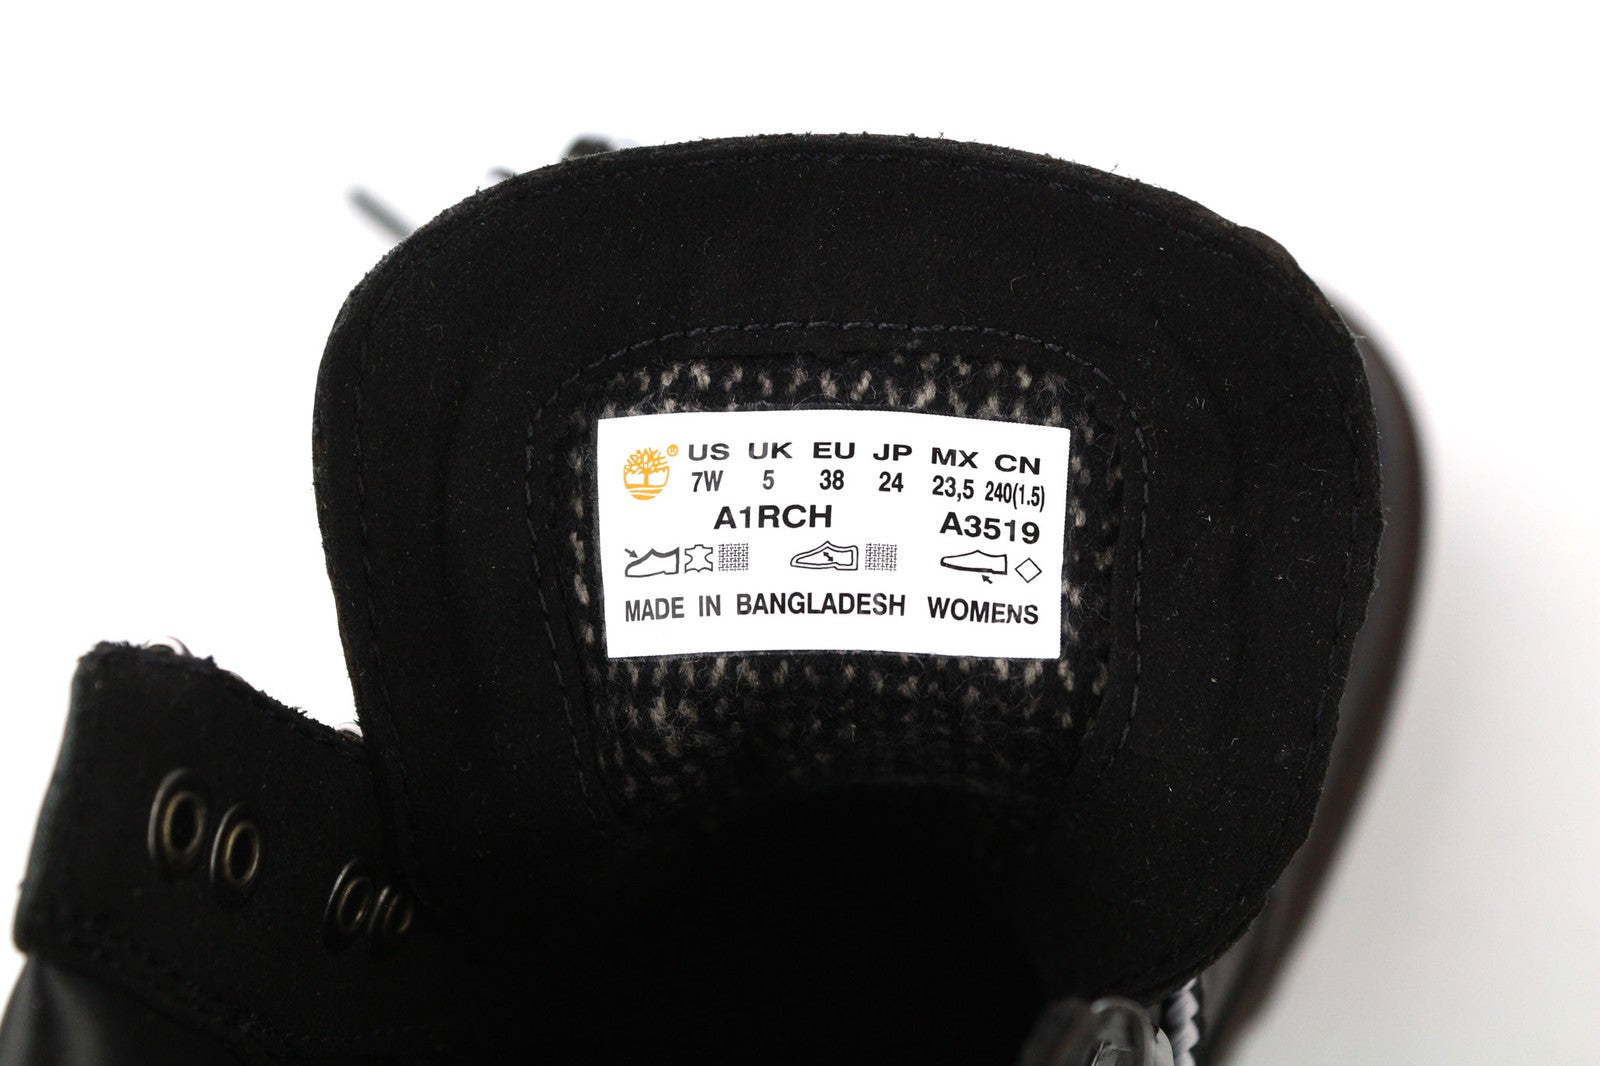 ® US UK EU JP MX CN
7W 5 38 24 23,5 240(1.5)
A1RCH A3519
MADE IN BANGLADESH WOMENS